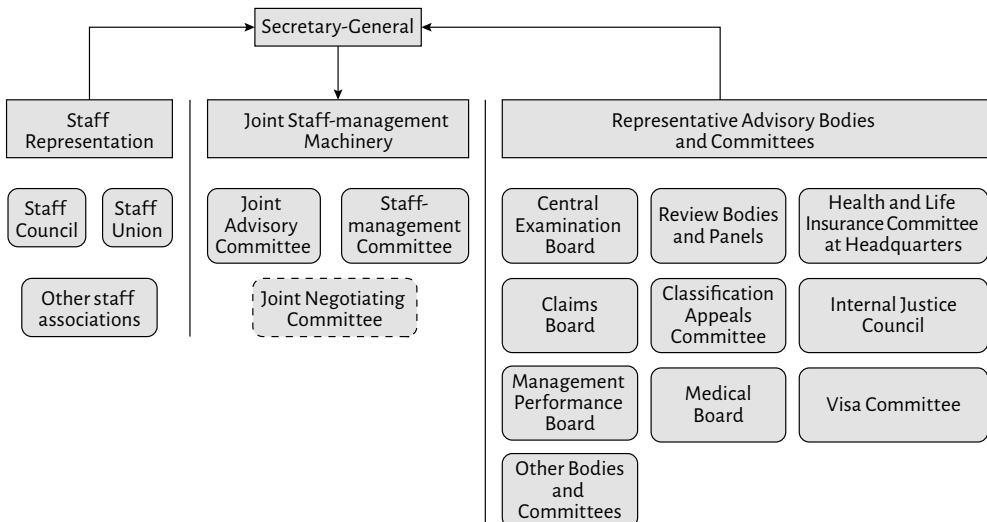 Secretary-General
Staff
Representation
Joint Staff-management
Machinery
Representative Advisory Bodies
and Committees
Staff
Council
Staff
Union
Other staff
associations
Joint
Advisory
Committee
Staff-
management
Committee
Joint Negotiating
Committee
Central
Examination
Board
Review Bodies
and Panels
Health and Life
Insurance Committee
at Headquarters
Claims
Board
Classification
Appeals
Committee
Internal Justice
Council
Management
Performance
Board
Medical
Board
Visa Committee
Other Bodies
and
Committees